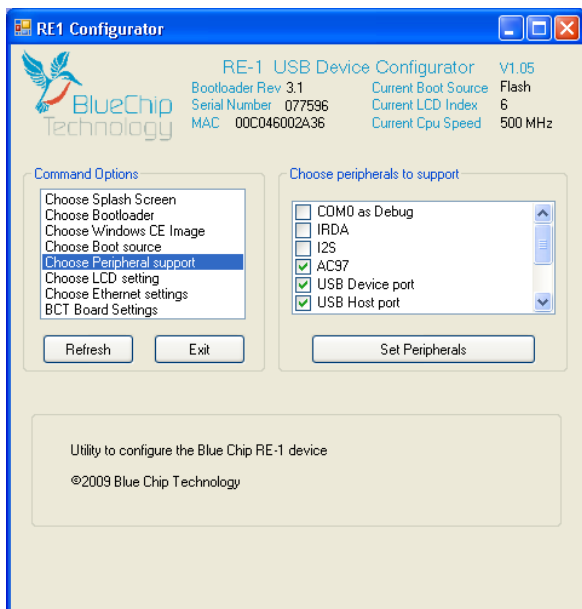 RE1 Configurator
RE-1 USB Device Configurator V1.05
BlueChip
Technology
Bootloader Rev 3.1 Current Boot Source Flash
Serial Number 077596 Current LCD Index 6
MAC 00C046002A36 Current Cpu Speed 500 MHz
Command Options
Choose Splash Screen
Choose Bootloader
Choose Windows CE Image
Choose Boot source
Choose Peripheral support
Choose LCD setting
Choose Ethernet settings
BCT Board Settings
Refresh Exit
Choose peripherals to support
COM0 as Debug
IRDA
I2S
AC97
USB Device port
USB Host port
Set Peripherals
Utility to configure the Blue Chip RE-1 device
©2009 Blue Chip Technology